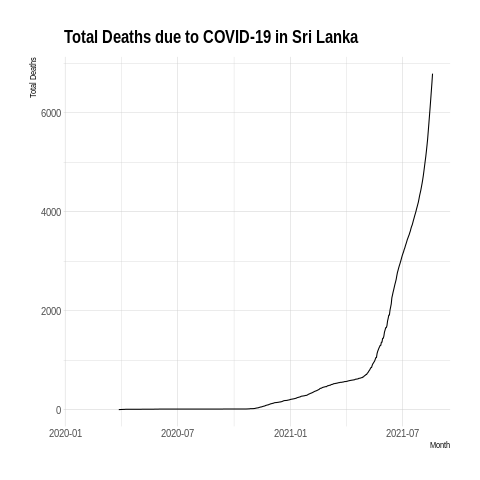 Total Deaths due to COVID-19 in Sri Lanka
Total Deaths
6000
4000
2000
0
2020-01
2020-07
2021-01
2021-07
Month